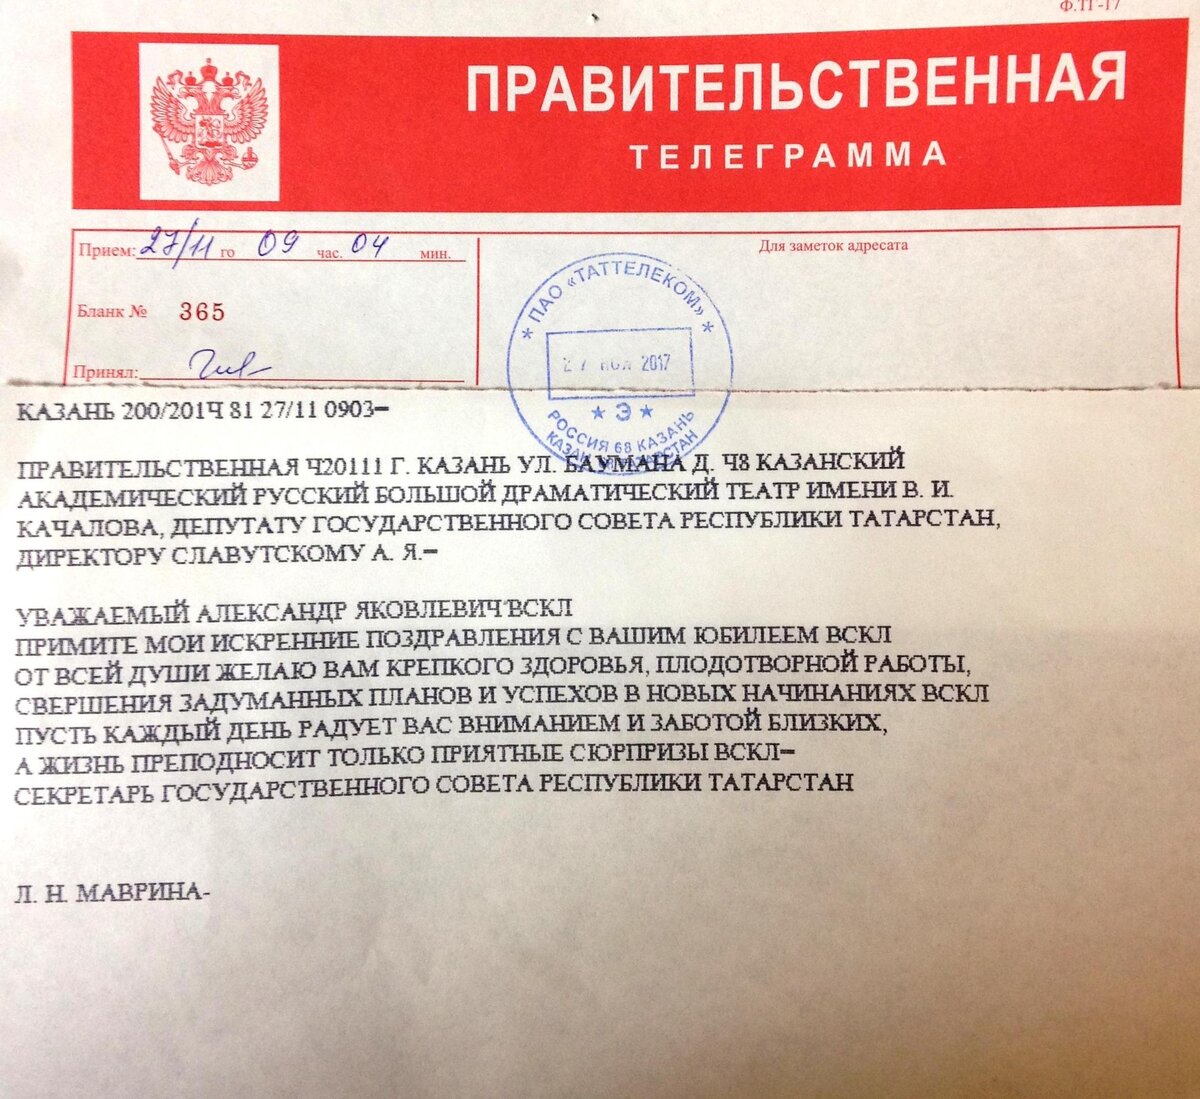 Ф.ТГ-17
ПРАВИТЕЛЬСТВЕННАЯ
ТЕЛЕГРАММА
Прием: 27/11 го 09 час. 04 мин.
Для заметок адресата
Бланк № 365
Принял:
* ПАО «ТАТТЕЛЕКОМ» *
27 НОЯ 2017
★ Э ★
РОССИЯ 68 КАЗАНЬ
КАЗАНЬ ТАТАРСТАН
КАЗАНЬ 200/201Ч 81 27/11 0903=
ПРАВИТЕЛЬСТВЕННАЯ Ч20111 Г. КАЗАНЬ УЛ. БАУМАНА Д. Ч8 КАЗАНСКИЙ
АКАДЕМИЧЕСКИЙ РУССКИЙ БОЛЬШОЙ ДРАМАТИЧЕСКИЙ ТЕАТР ИМЕНИ В. И.
КАЧАЛОВА, ДЕПУТАТУ ГОСУДАРСТВЕННОГО СОВЕТА РЕСПУБЛИКИ ТАТАРСТАН,
ДИРЕКТОРУ СЛАВУТСКОМУ А. Я.=
УВАЖАЕМЫЙ АЛЕКСАНДР ЯКОВЛЕВИЧ ВСКЛ
ПРИМИТЕ МОИ ИСКРЕННИЕ ПОЗДРАВЛЕНИЯ С ВАШИМ ЮБИЛЕЕМ ВСКЛ
ОТ ВСЕЙ ДУШИ ЖЕЛАЮ ВАМ КРЕПКОГО ЗДОРОВЬЯ, ПЛОДОТВОРНОЙ РАБОТЫ,
СВЕРШЕНИЯ ЗАДУМАННЫХ ПЛАНОВ И УСПЕХОВ В НОВЫХ НАЧИНАНИЯХ ВСКЛ
ПУСТЬ КАЖДЫЙ ДЕНЬ РАДУЕТ ВАС ВНИМАНИЕМ И ЗАБОТОЙ БЛИЗКИХ,
А ЖИЗНЬ ПРЕПОДНОСИТ ТОЛЬКО ПРИЯТНЫЕ СЮРПРИЗЫ ВСКЛ=
СЕКРЕТАРЬ ГОСУДАРСТВЕННОГО СОВЕТА РЕСПУБЛИКИ ТАТАРСТАН
Л. Н. МАВРИНА-